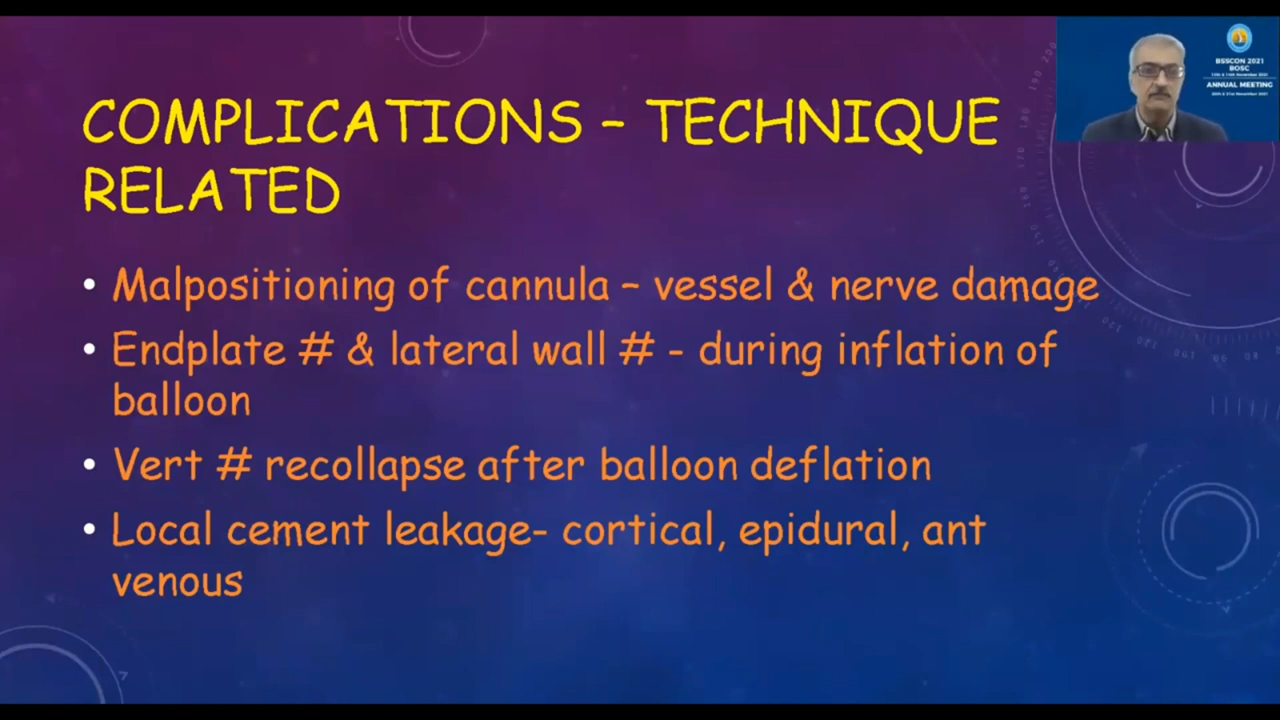 COMPLICATIONS – TECHNIQUE
RELATED
• Malpositioning of cannula – vessel & nerve damage
• Endplate # & lateral wall # - during inflation of
balloon
• Vert # recollapse after balloon deflation
• Local cement leakage- cortical, epidural, ant
venous
BSSCON 2021
BOSC
ANNUAL MEETING